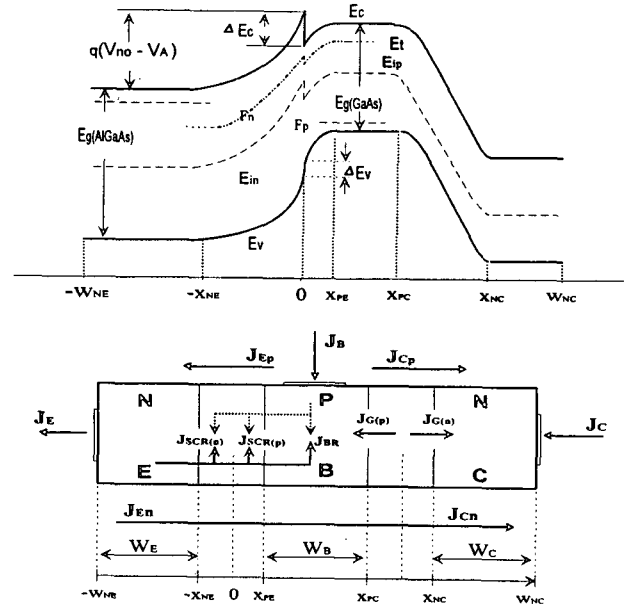 Ec
ΔEc
q(Vno - VA)
Et
Eip
Eg(AlGaAs)
Fn
Eg(GaAs)
Fp
Ein
ΔEv
Ev
-WNE
-XNE
0
XPE
XPC
XNC
WNC
JB
JEp
JCp
N
P
N
JE
JC
JSCR(n)
JSCR(p)
JBR
JG(p)
JG(n)
E
B
C
JEn
JCn
WE
WB
WC
-WNE
-XNE
0
XPE
XPC
XNC
WNC